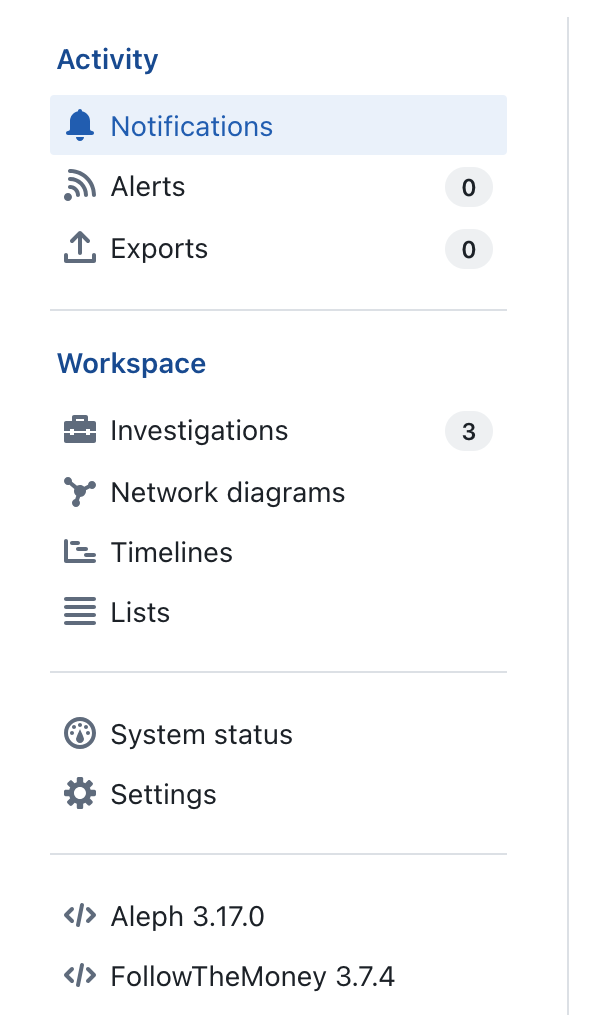 Activity
Notifications
Alerts 0
Exports 0
Workspace
Investigations 3
Network diagrams
Timelines
Lists
System status
Settings
Aleph 3.17.0
FollowTheMoney 3.7.4